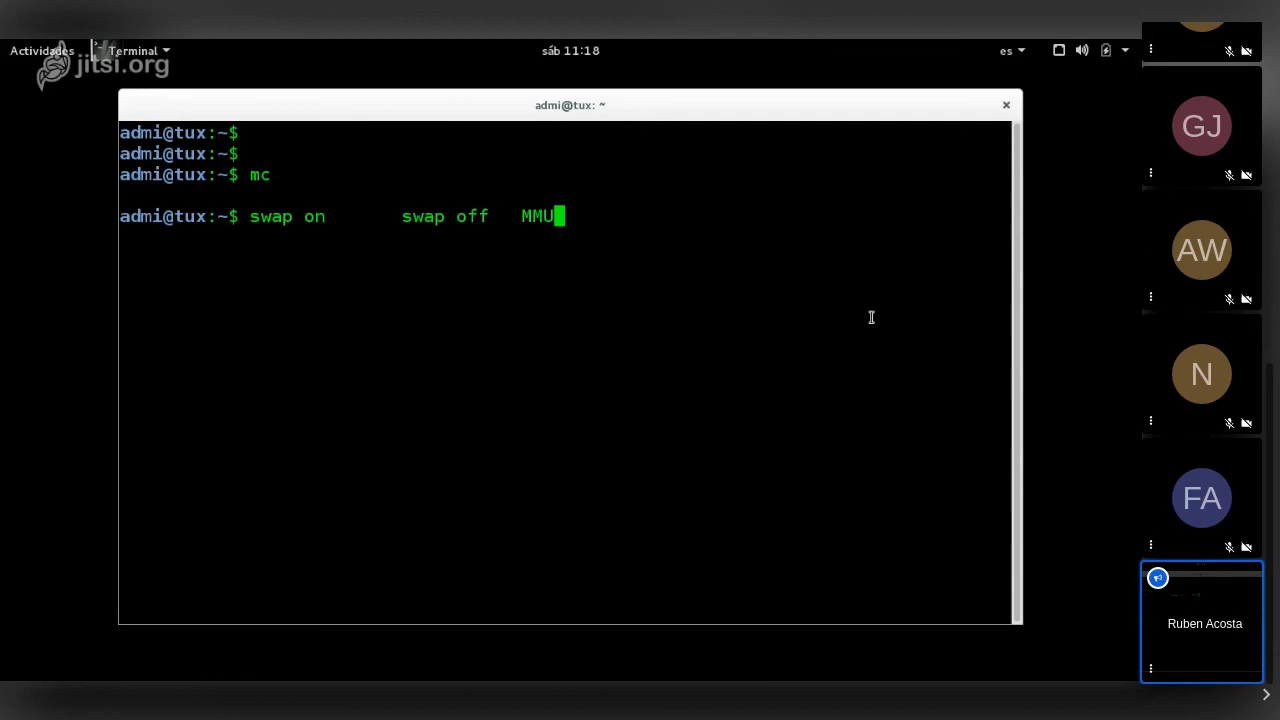 Actividades Terminal sáb 11:18 es
jitsi.org
admi@tux: ~
admi@tux:~$
admi@tux:~$
admi@tux:~$ mc
admi@tux:~$ swap on swap off MMU
GJ
AW
N
FA
Ruben Acosta